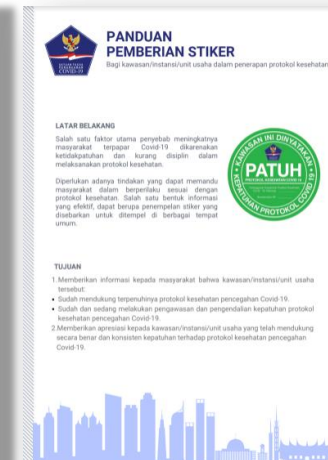 PANDUAN
PEMBERIAN STIKER
Bagi kawasan/instansi/unit usaha dalam penerapan protokol kesehatan
COVID-19
LATAR BELAKANG
Salah satu faktor utama penyebab meningkatnya
masyarakat terpapar Covid-19 dikarenakan
ketidakpatuhan dan kurang disiplin dalam
melaksanakan protokol kesehatan.
Diperlukan adanya tindakan yang dapat memandu
masyarakat dalam berperilaku sesuai dengan
protokol kesehatan. Salah satu bentuk informasi
yang efektif, dapat berupa penempelan stiker yang
disebarkan untuk ditempel di berbagai tempat
umum.
KAWASAN INI DINYATAKAN
PATUH
KEPATUHAN PROTOKOL COVID 19
TUJUAN
1. Memberikan informasi kepada masyarakat bahwa kawasan/instansi/unit usaha
tersebut:
• Sudah mendukung terpenuhinya protokol kesehatan pencegahan Covid-19.
• Sudah dan sedang melakukan pengawasan dan pengendalian kepatuhan protokol
kesehatan pencegahan Covid-19.
2. Memberikan apresiasi kepada kawasan/instansi/unit usaha yang telah mendukung
secara benar dan konsisten kepatuhan terhadap protokol kesehatan pencegahan
Covid-19.